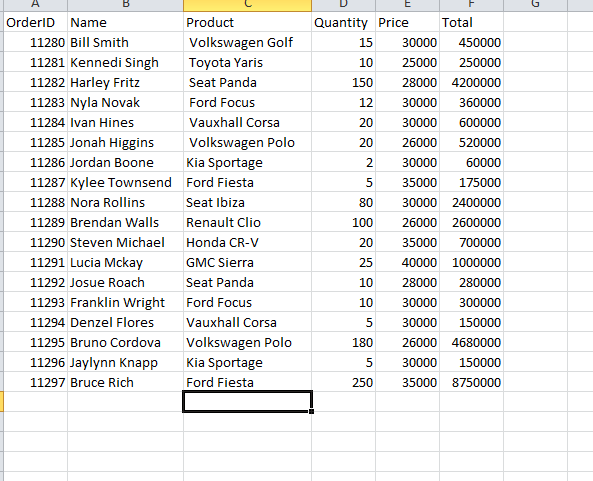 A B C D E F G
OrderID Name Product Quantity Price Total
11280 Bill Smith Volkswagen Golf 15 30000 450000
11281 Kennedi Singh Toyota Yaris 10 25000 250000
11282 Harley Fritz Seat Panda 150 28000 4200000
11283 Nyla Novak Ford Focus 12 30000 360000
11284 Ivan Hines Vauxhall Corsa 20 30000 600000
11285 Jonah Higgins Volkswagen Polo 20 26000 520000
11286 Jordan Boone Kia Sportage 2 30000 60000
11287 Kylee Townsend Ford Fiesta 5 35000 175000
11288 Nora Rollins Seat Ibiza 80 30000 2400000
11289 Brendan Walls Renault Clio 100 26000 2600000
11290 Steven Michael Honda CR-V 20 35000 700000
11291 Lucia Mckay GMC Sierra 25 40000 1000000
11292 Josue Roach Seat Panda 10 28000 280000
11293 Franklin Wright Ford Focus 10 30000 300000
11294 Denzel Flores Vauxhall Corsa 5 30000 150000
11295 Bruno Cordova Volkswagen Polo 180 26000 4680000
11296 Jaylynn Knapp Kia Sportage 5 30000 150000
11297 Bruce Rich Ford Fiesta 250 35000 8750000